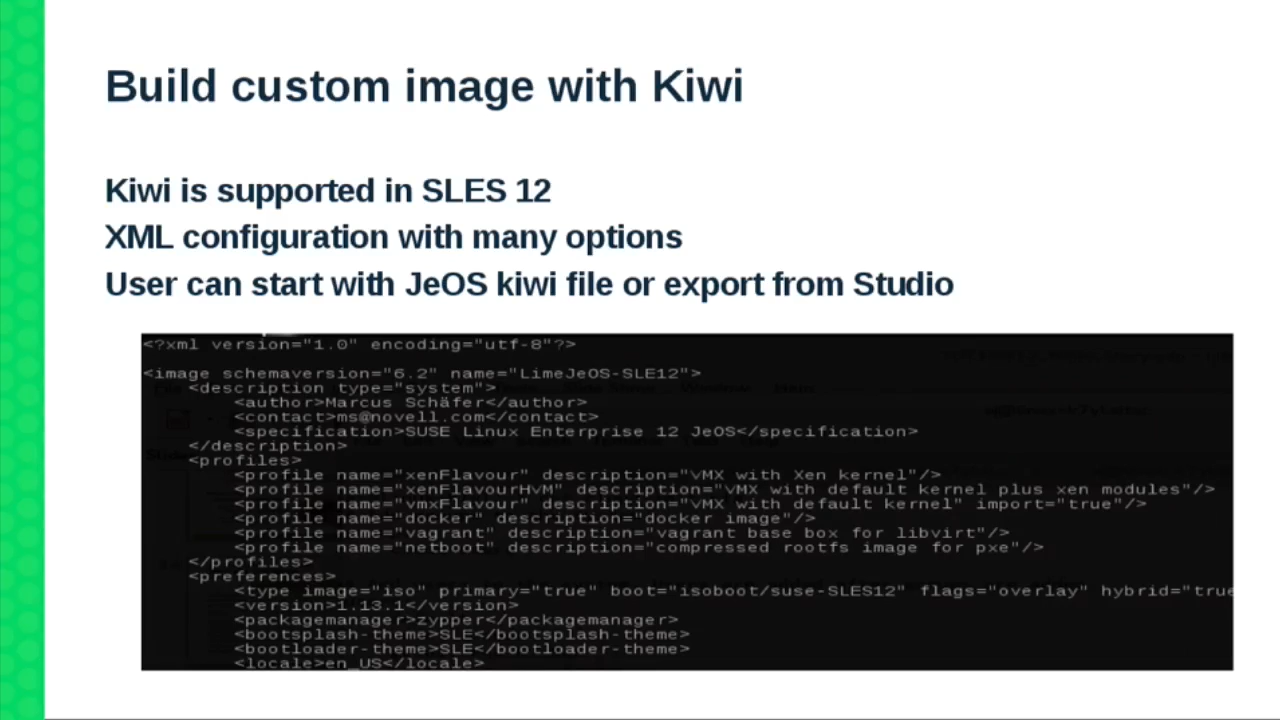 Build custom image with Kiwi
Kiwi is supported in SLES 12
XML configuration with many options
User can start with JeOS kiwi file or export from Studio
<?xml version="1.0" encoding="utf-8"?>
<image schemaversion="6.2" name="LimeJeOS-SLE12">
<description type="system">
<author>Marcus Schäfer</author>
<contact>ms@novell.com</contact>
<specification>SUSE Linux Enterprise 12 JeOS</specification>
</description>
<profiles>
<profile name="xenFlavour" description="VMX with Xen kernel"/>
<profile name="xenFlavourHvM" description="VMX with default kernel plus xen modules"/>
<profile name="vmxFlavour" description="VMX with default kernel" import="true"/>
<profile name="docker" description="docker image"/>
<profile name="vagrant" description="vagrant base box for libvirt"/>
<profile name="netboot" description="compressed rootfs image for pxe"/>
</profiles>
<preferences>
<type image="iso" primary="true" boot="isoboot/suse-SLES12" flags="overlay" hybrid="true
<version>1.13.1</version>
<packagemanager>zypper</packagemanager>
<bootsplash-theme>SLE</bootsplash-theme>
<bootloader-theme>SLE</bootloader-theme>
<locale>en_US</locale>